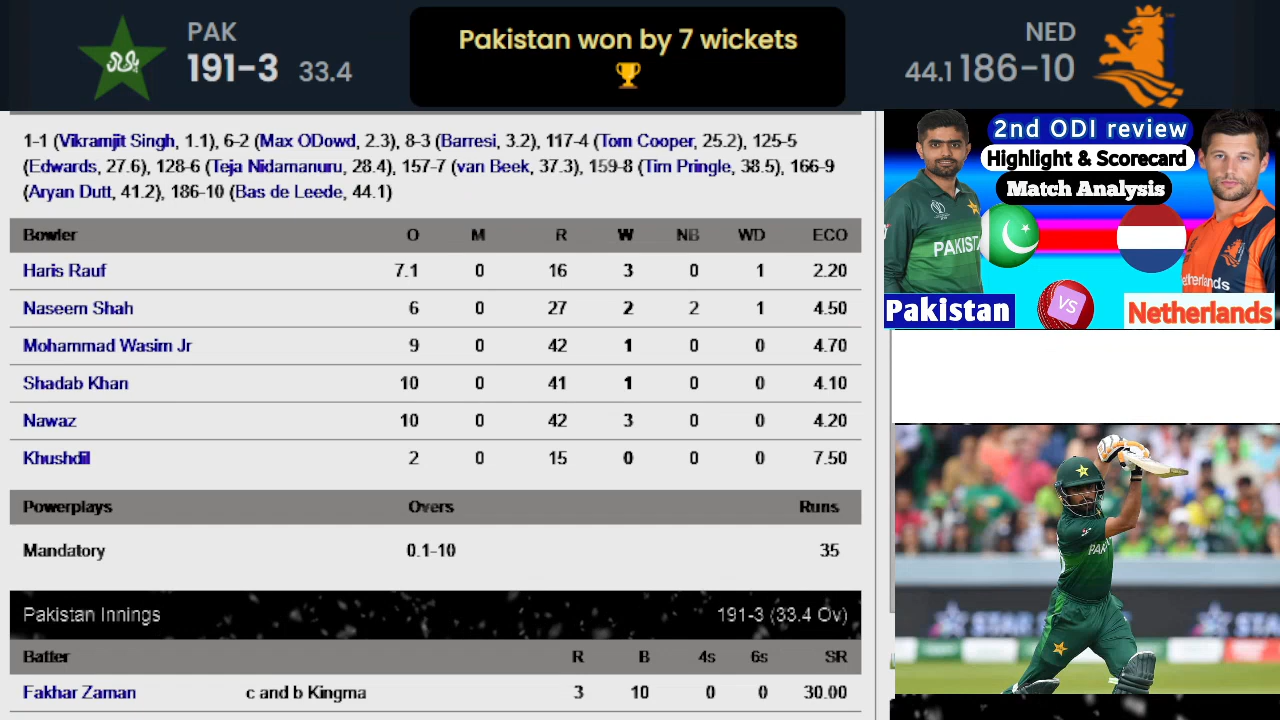 PAK
191-3 33.4
Pakistan won by 7 wickets
NED
44.1 186-10
1-1 (Vikramjit Singh, 1.1), 6-2 (Max ODowd, 2.3), 8-3 (Barresi, 3.2), 117-4 (Tom Cooper, 25.2), 125-5
(Edwards, 27.6), 128-6 (Teja Nidamanuru, 28.4), 157-7 (van Beek, 37.3), 159-8 (Tim Pringle, 38.5), 166-9
(Aryan Dutt, 41.2), 186-10 (Bas de Leede, 44.1)
Bowler O M R W NB WD ECO
Haris Rauf 7.1 0 16 3 0 1 2.20
Naseem Shah 6 0 27 2 2 1 4.50
Mohammad Wasim Jr 9 0 42 1 0 0 4.70
Shadab Khan 10 0 41 1 0 0 4.10
Nawaz 10 0 42 3 0 0 4.20
Khushdil 2 0 15 0 0 0 7.50
Powerplays Overs Runs
Mandatory 0.1-10 35
Pakistan Innings 191-3 (33.4 Ov)
Batter R B 4s 6s SR
Fakhar Zaman c and b Kingma 3 10 0 0 30.00
2nd ODI review
Highlight & Scorecard
Match Analysis
PAKIST
netherlands
Pakistan
VS
Netherlands
PAK
STAR